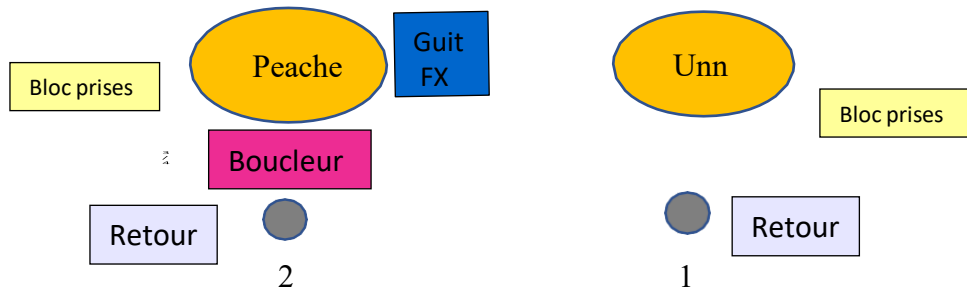 Peache
Guit
FX
Unn
Bloc prises
Bloc prises
Boucleur
Retour
Retour
2
1